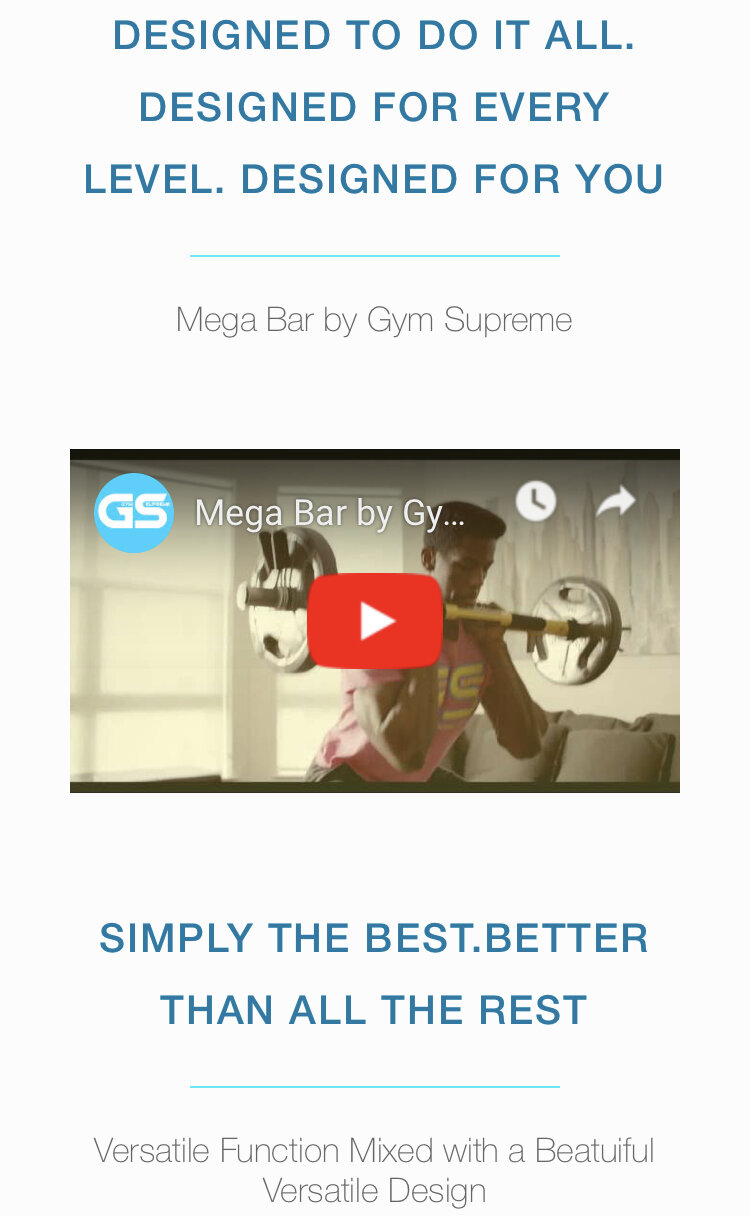 DESIGNED TO DO IT ALL.
DESIGNED FOR EVERY
LEVEL. DESIGNED FOR YOU
Mega Bar by Gym Supreme
GS
Mega Bar by Gy...
GS
SIMPLY THE BEST.BETTER
THAN ALL THE REST
Versatile Function Mixed with a Beatuiful
Versatile Design